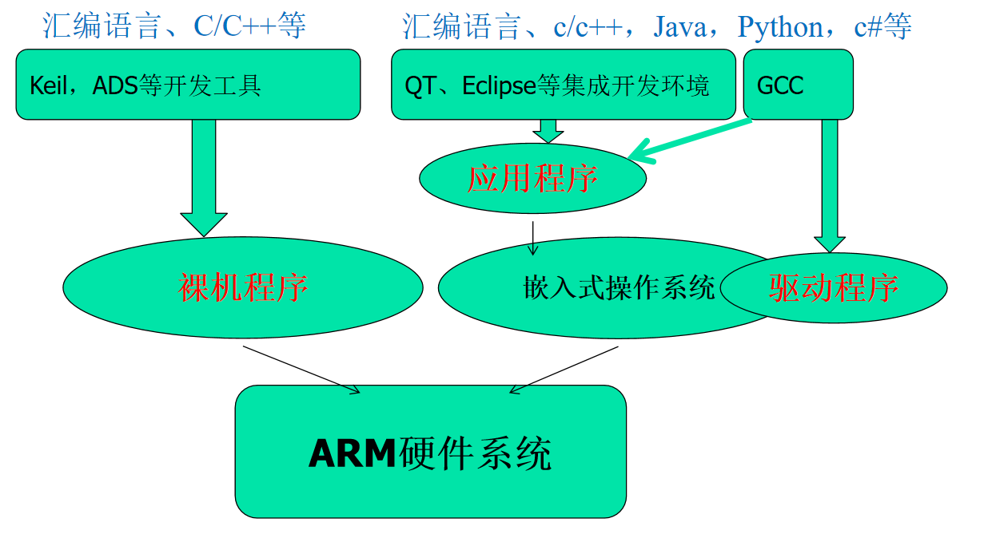 汇编语言、C/C++等
汇编语言、c/c++，Java，Python，c#等
Keil，ADS等开发工具
QT、Eclipse等集成开发环境
GCC
应用程序
裸机程序
嵌入式操作系统
驱动程序
ARM硬件系统